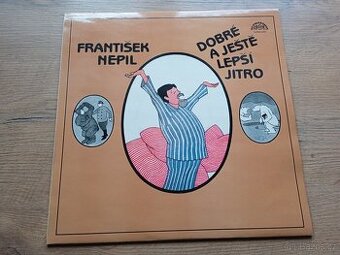 FRANTIŠEK
NEPIL
DOBRÉ
A JEŠTĚ
LEPŠÍ
JITRO